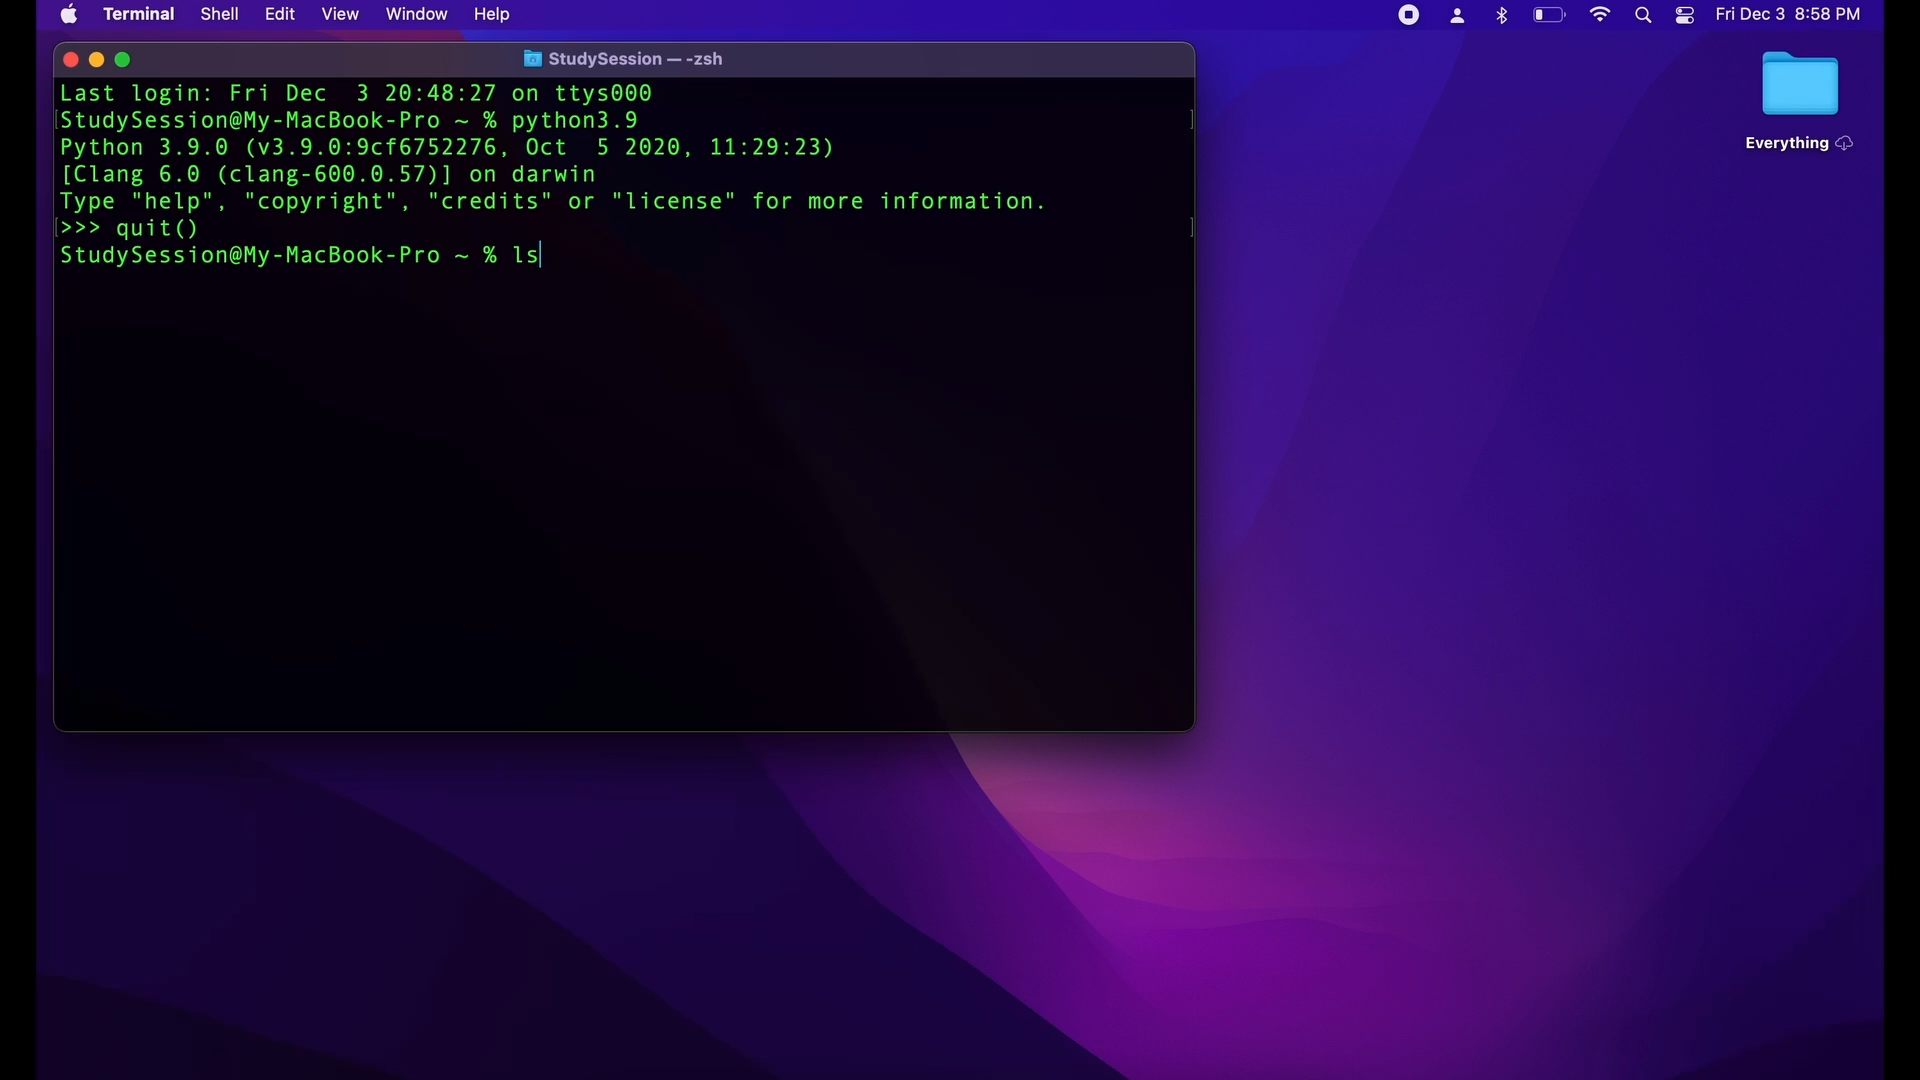 Terminal Shell Edit View Window Help Fri Dec 3 8:58 PM
StudySession — -zsh
Last login: Fri Dec  3 20:48:27 on ttys000
[StudySession@My-MacBook-Pro ~ % python3.9 ]
Python 3.9.0 (v3.9.0:9cf6752276, Oct  5 2020, 11:29:23)
[Clang 6.0 (clang-600.0.57)] on darwin
Type "help", "copyright", "credits" or "license" for more information.
[>>> quit() ]
StudySession@My-MacBook-Pro ~ % ls
Everything